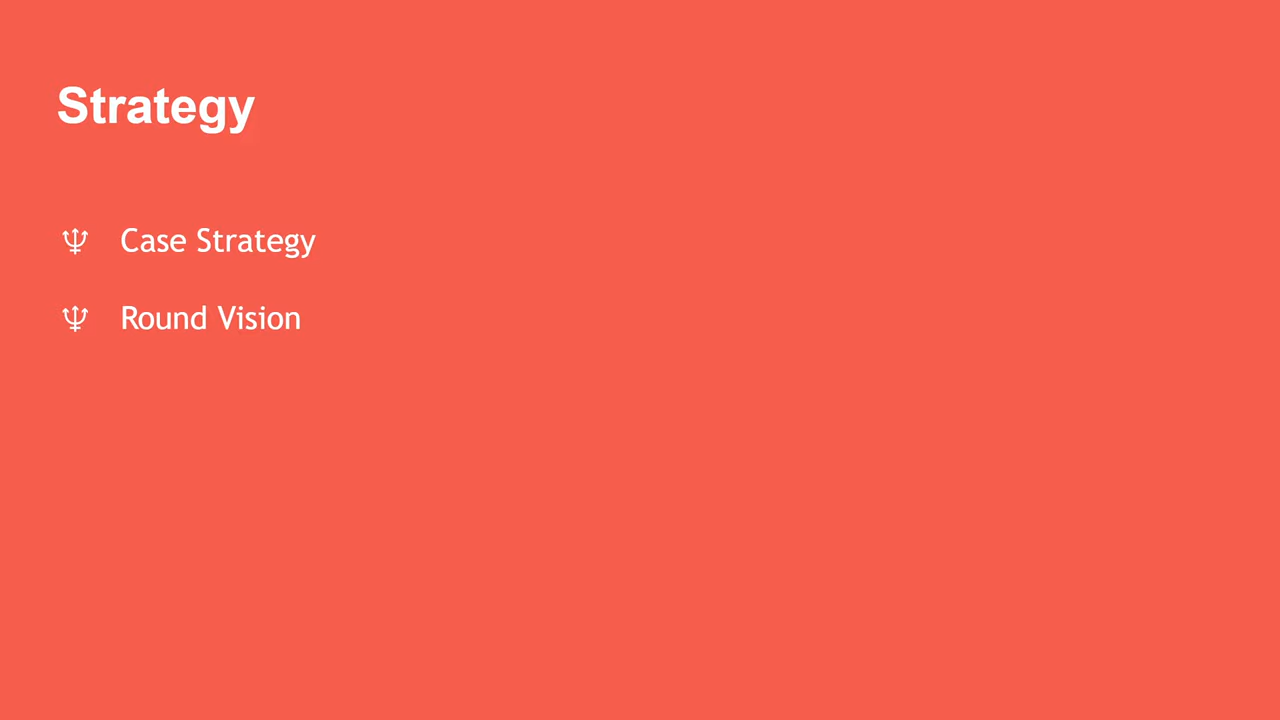 Strategy
♆ Case Strategy
♆ Round Vision